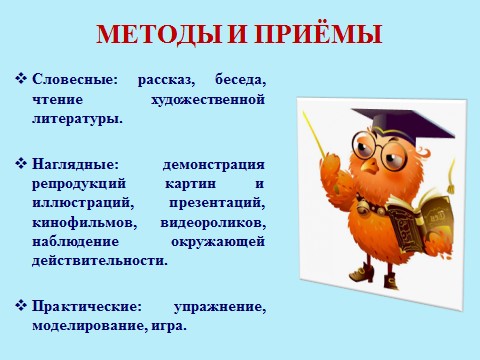 МЕТОДЫ И ПРИЁМЫ
❖ Словесные: рассказ, беседа,
чтение художественной
литературы.
❖ Наглядные: демонстрация
репродукций картин и
иллюстраций, презентаций,
кинофильмов, видеороликов,
наблюдение окружающей
действительности.
❖ Практические: упражнение,
моделирование, игра.